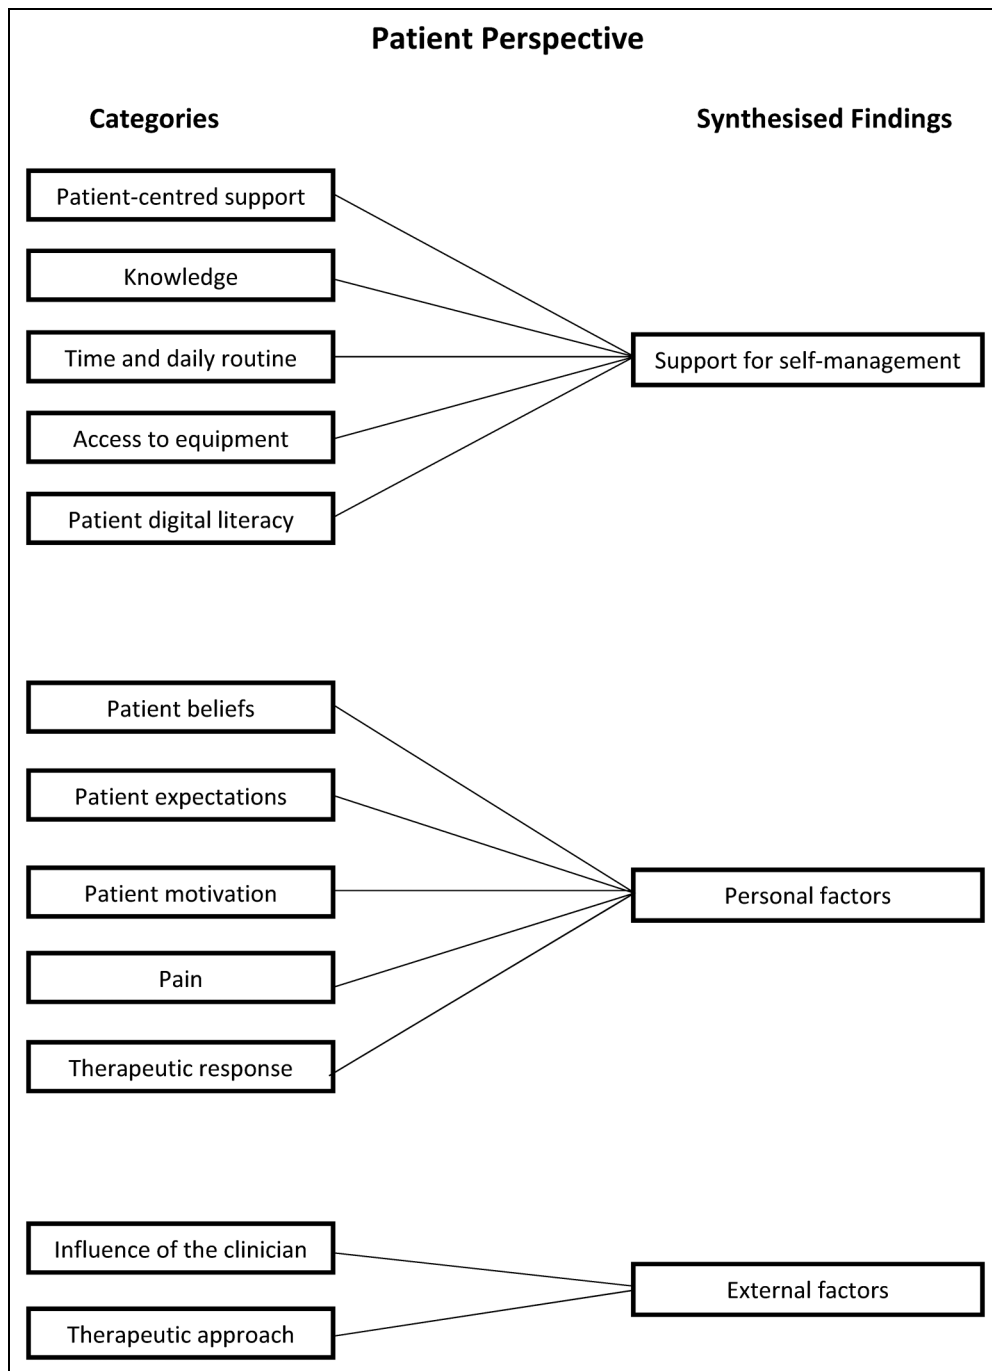 Patient Perspective
Categories
Synthesised Findings
Patient-centred support
Knowledge
Time and daily routine
Access to equipment
Patient digital literacy
Support for self-management
Patient beliefs
Patient expectations
Patient motivation
Pain
Therapeutic response
Personal factors
Influence of the clinician
Therapeutic approach
External factors